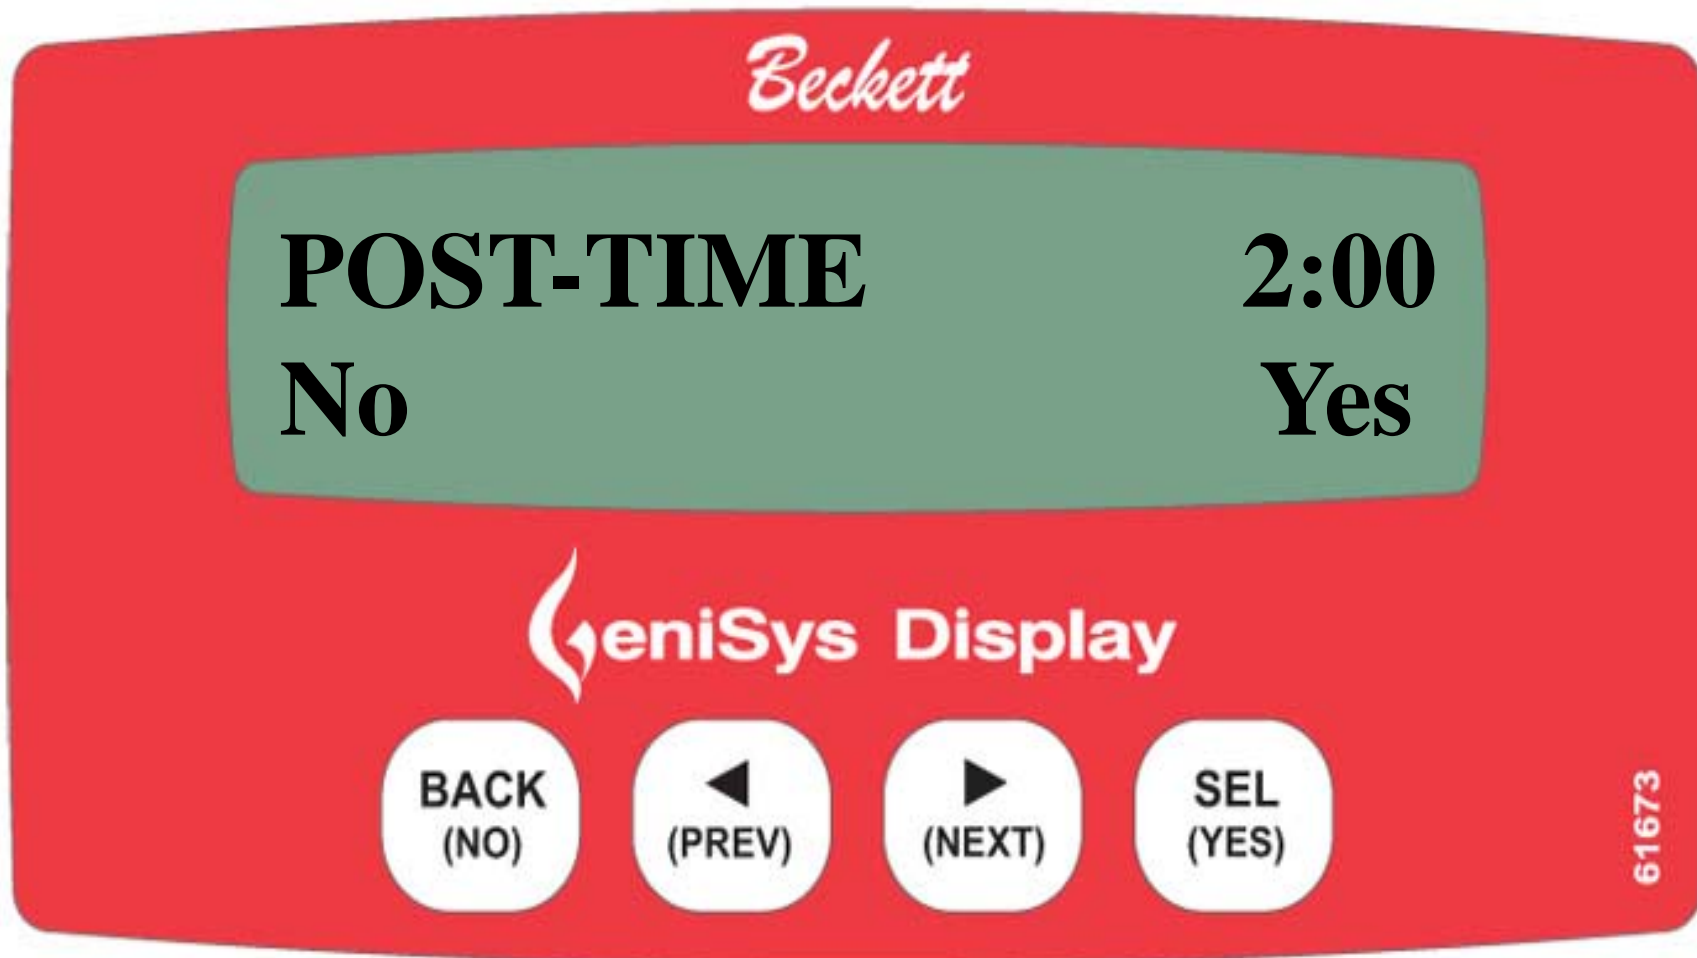 Beckett
POST-TIME 2:00
No Yes
GeniSys Display
BACK ◀ ▶ SEL
(NO) (PREV) (NEXT) (YES)
61673